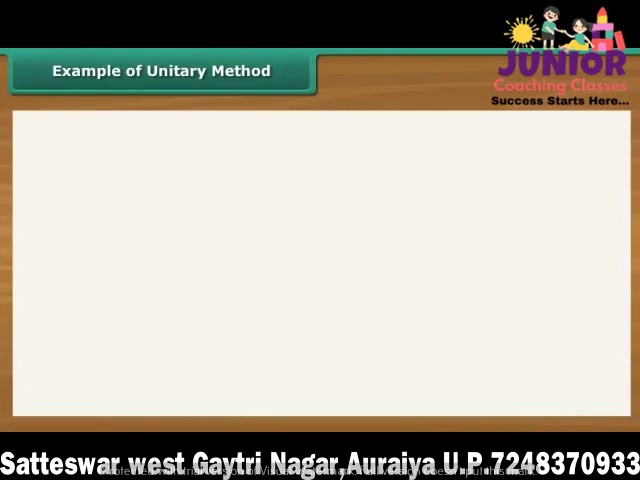 Example of Unitary Method
JUNIOR
Coaching Classes
Success Starts Here...
Satteswar west Gaytri Nagar,Auraiya U.P.7248370933